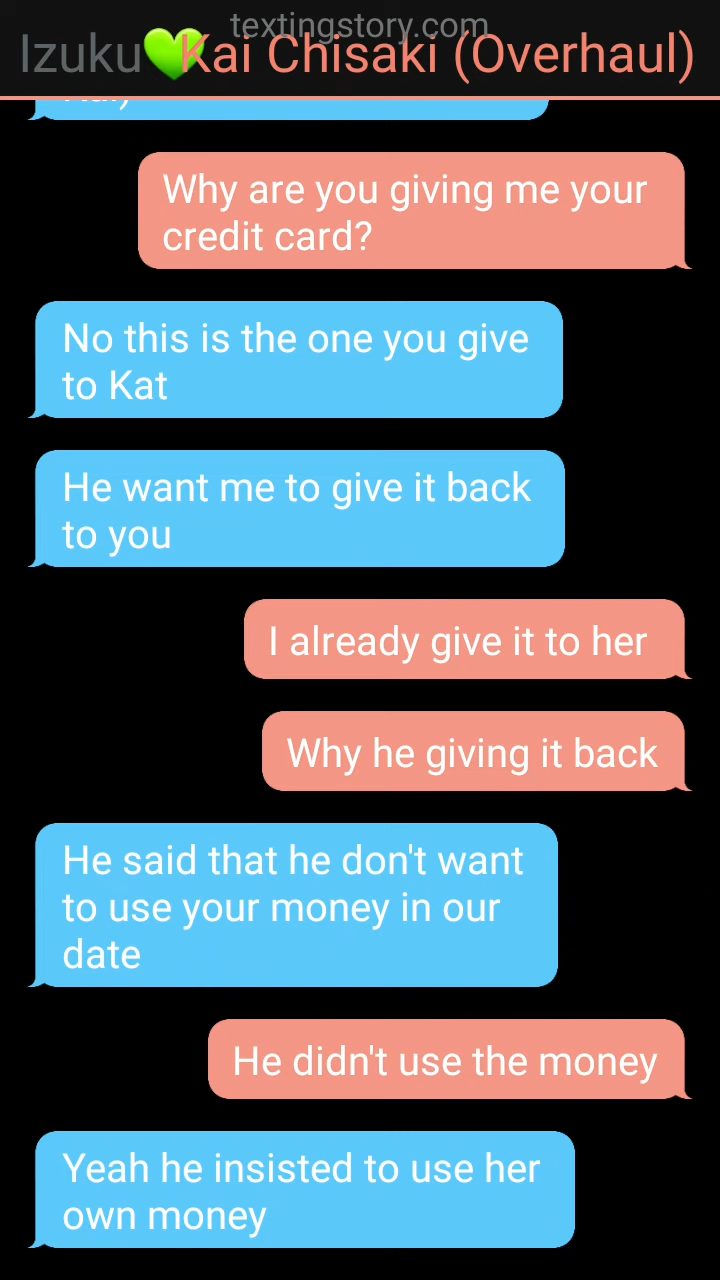 textingstory.com
Izuku💚 Kai Chisaki (Overhaul)
Why are you giving me your
credit card?
No this is the one you give
to Kat
He want me to give it back
to you
I already give it to her
Why he giving it back
He said that he don't want
to use your money in our
date
He didn't use the money
Yeah he insisted to use her
own money